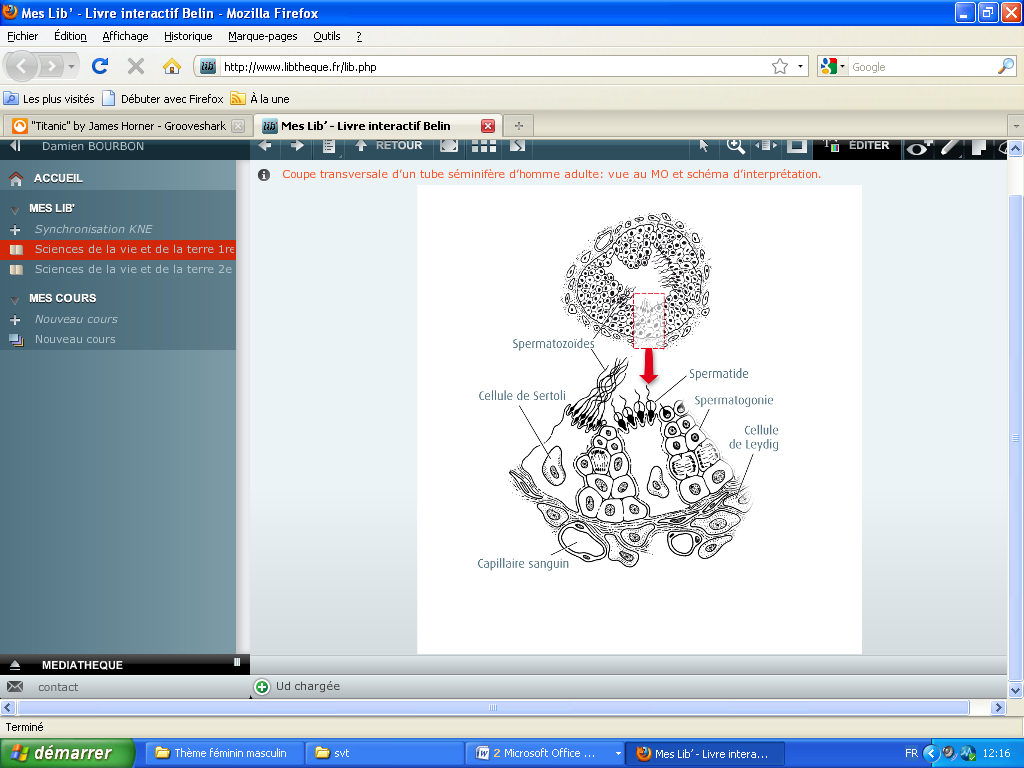 Mes Lib' - Livre interactif Belin - Mozilla Firefox
Fichier Édition Affichage Historique Marque-pages Outils ?
http://www.libtheque.fr/lib.php
Google
Les plus visités Débuter avec Firefox À la une
"Titanic" by James Horner - Grooveshark
Mes Lib' - Livre interactif Belin
Damien BOURBON
RETOUR
ÉDITER
ACCUEIL
MES LIB'
Synchronisation KNE
Sciences de la vie et de la terre 1re
Sciences de la vie et de la terre 2e
MES COURS
Nouveau cours
Nouveau cours
Coupe transversale d'un tube séminifère d'homme adulte: vue au MO et schéma d'interprétation.
Spermatozoïdes
Spermatide
Cellule de Sertoli
Spermatogonie
Cellule
de Leydig
Capillaire sanguin
MEDIATHEQUE
contact
Ud chargée
Terminé
démarrer
Thème féminin masculin
svt
2 Microsoft Office ...
Mes Lib' - Livre intera...
FR
12:16